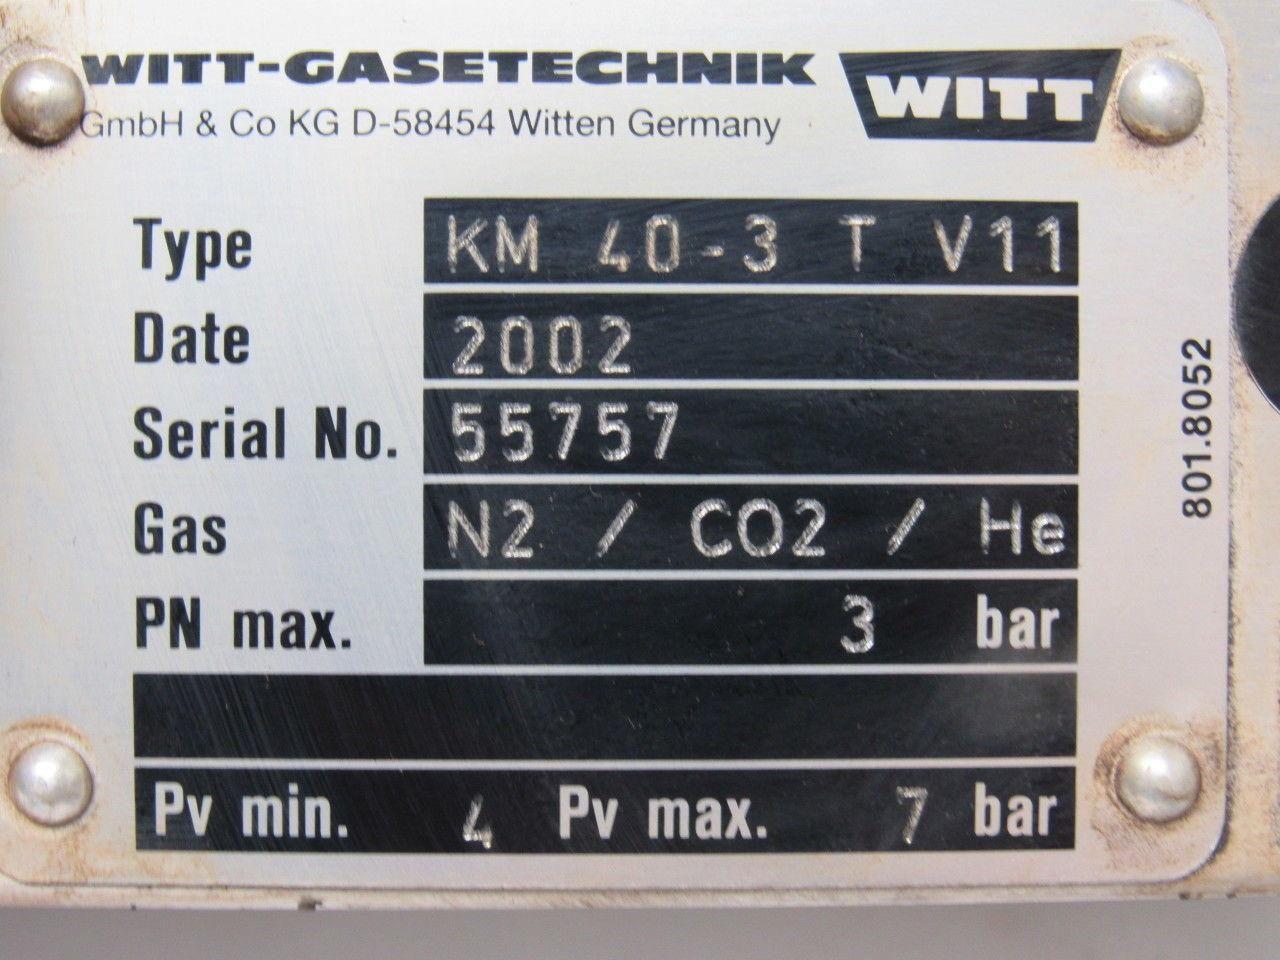 WITT-GASETECHNIK
GmbH & Co KG D-58454 Witten Germany
WITT
Type KM 40-3 T V11
Date 2002
Serial No. 55757
Gas N2 / CO2 / He
PN max. 3 bar
Pv min. 4 Pv max. 7 bar
801.8052